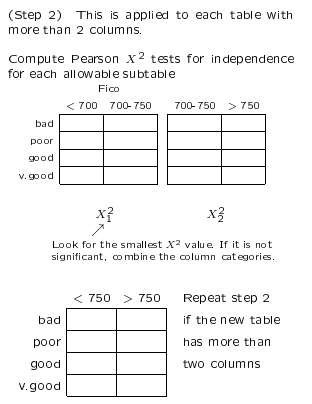 (Step 2) This is applied to each table with
more than 2 columns.
Compute Pearson X² tests for independence
for each allowable subtable
Fico
< 700 700-750 700-750 > 750
bad
poor
good
v.good
X²₁ X²₂
Look for the smallest X² value. If it is not
significant, combine the column categories.
< 750 > 750 Repeat step 2
bad if the new table
poor has more than
good two columns
v.good